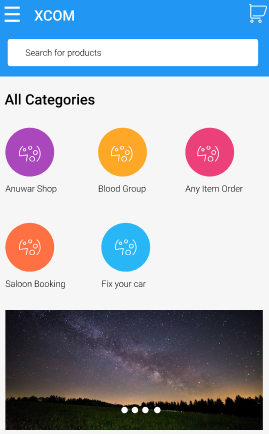 XCOM
Search for products
All Categories
Anuwar Shop
Blood Group
Any Item Order
Saloon Booking
Fix your car